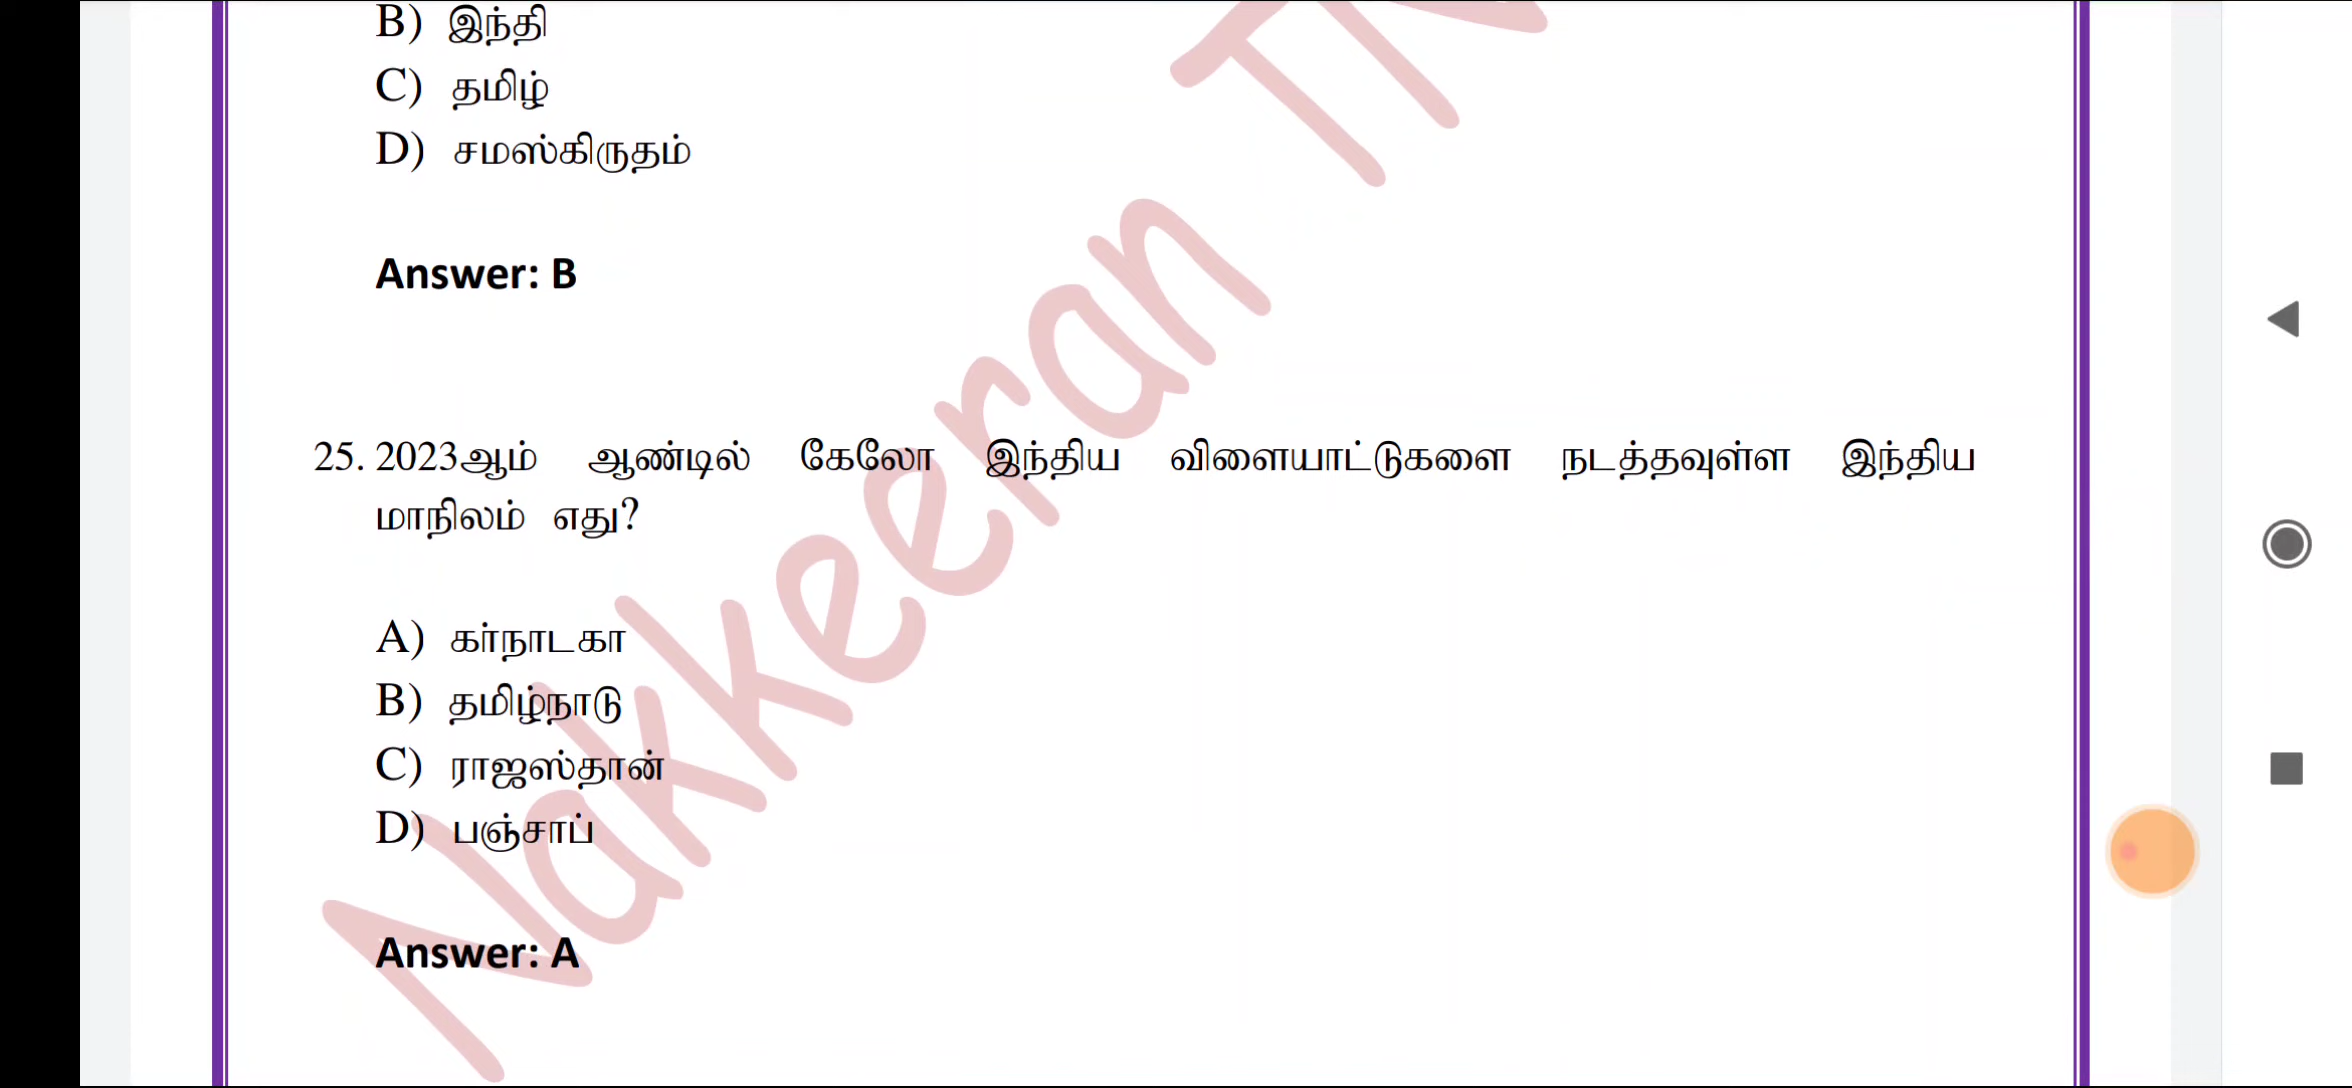 B) இந்தி
C) தமிழ்
D) சமஸ்கிருதம்
Answer: B
25. 2023ஆம் ஆண்டில் கேலோ இந்திய விளையாட்டுகளை நடத்தவுள்ள இந்திய
மாநிலம் எது?
A) கர்நாடகா
B) தமிழ்நாடு
C) ராஜஸ்தான்
D) பஞ்சாப்
Answer: A
Nakkeeran